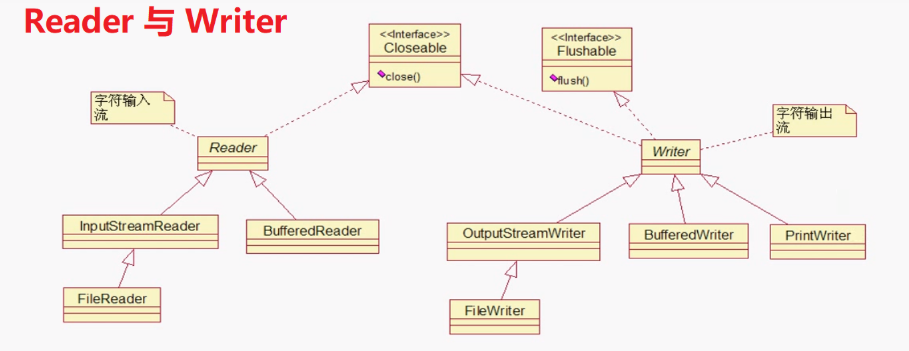 Reader 与 Writer
<<Interface>>
Closeable
close()
<<Interface>>
Flushable
flush()
字符输入
流
字符输出
流
Reader
Writer
InputStreamReader
BufferedReader
OutputStreamWriter
BufferedWriter
PrintWriter
FileReader
FileWriter